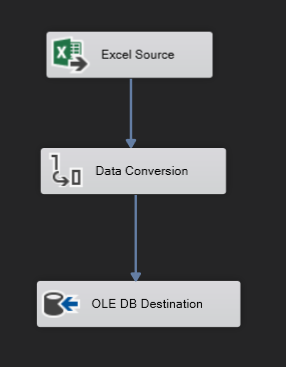 Excel Source
Data Conversion
OLE DB Destination